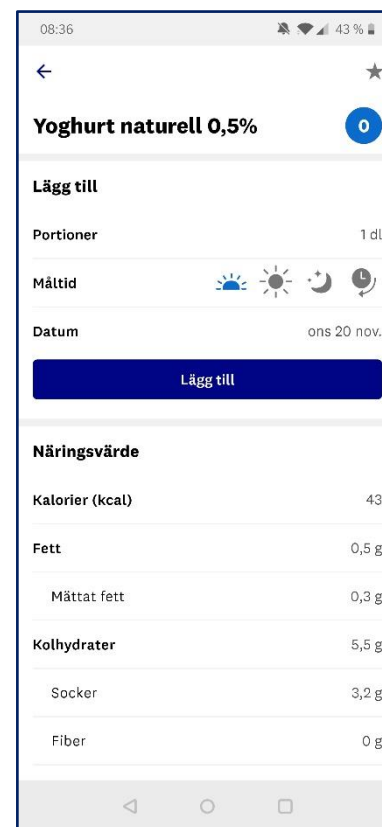 08:36 43 %
Yoghurt naturell 0,5% 0
Lägg till
Portioner 1 dl
Måltid
Datum ons 20 nov.
Lägg till
Näringsvärde
Kalorier (kcal) 43
Fett 0,5 g
Mättat fett 0,3 g
Kolhydrater 5,5 g
Socker 3,2 g
Fiber 0 g